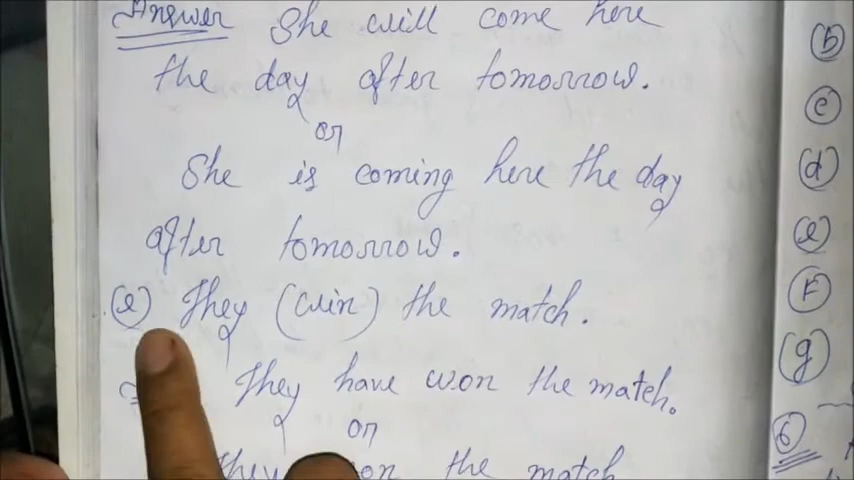 Answer She will come here
the day after tomorrow.
or
She is coming here the day
after tomorrow.
(e) They (win) the match.
They have won the match.
or
They the match.
(b)
(c)
(d)
(e)
(F)
(g)
(6)